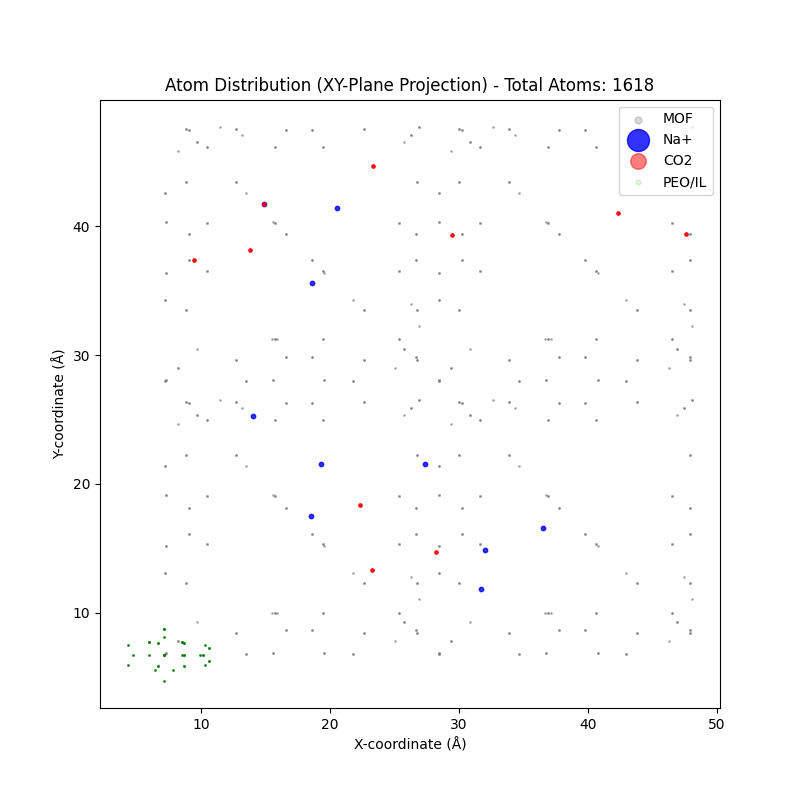 Atom Distribution (XY-Plane Projection) - Total Atoms: 1618
MOF
Na+
CO2
PEO/IL
40
30
20
10
Y-coordinate (Å)
10 20 30 40 50
X-coordinate (Å)